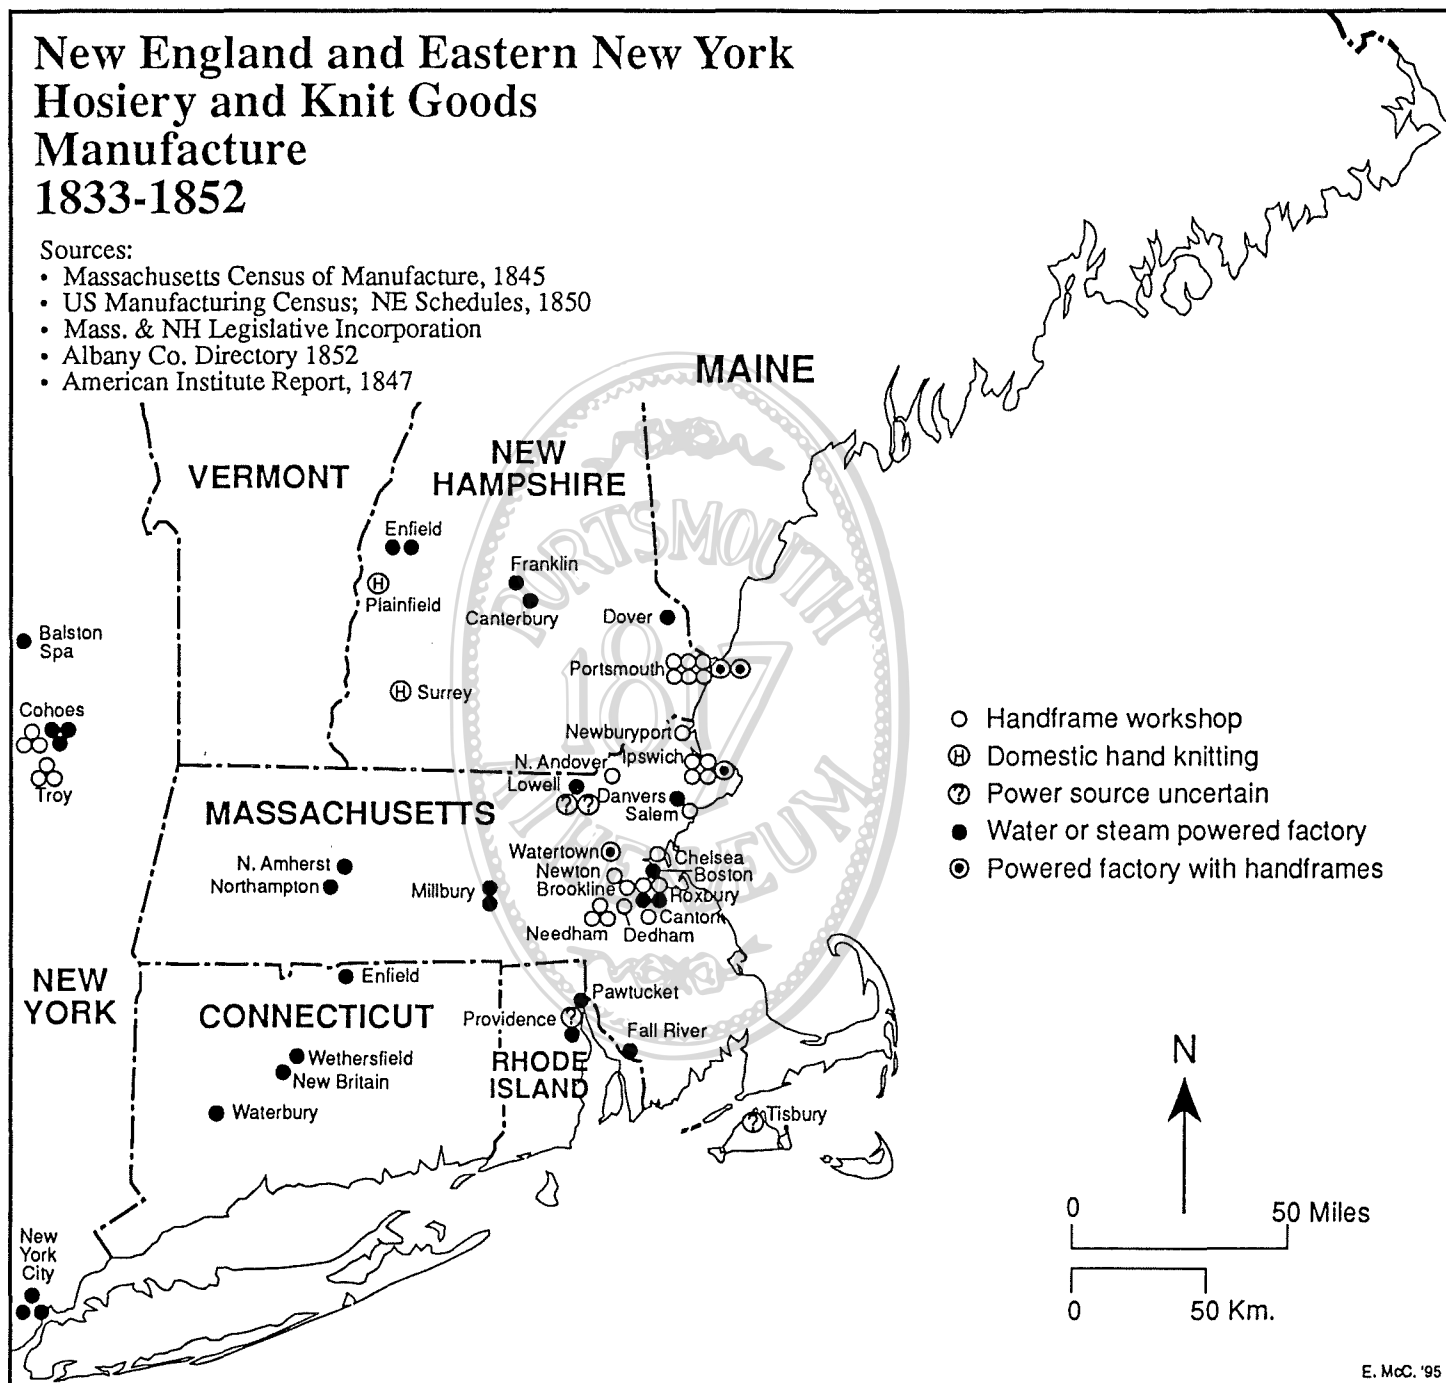 New England and Eastern New York
Hosiery and Knit Goods
Manufacture
1833-1852
Sources:
• Massachusetts Census of Manufacture, 1845
• US Manufacturing Census; NE Schedules, 1850
• Mass. & NH Legislative Incorporation
• Albany Co. Directory 1852
• American Institute Report, 1847
MAINE
VERMONT
NEW
HAMPSHIRE
Enfield
Franklin
H
Plainfield
Canterbury
Dover
Balston
Spa
Portsmouth
H Surrey
Cohoes
Troy
Newburyport
N. Andover
Ipswich
Lowell
? ?
Danvers
Salem
MASSACHUSETTS
N. Amherst
Northampton
Millbury
Watertown
Chelsea
Newton
Boston
Brookline
Roxbury
Canton
Needham
Dedham
NEW
YORK
Enfield
CONNECTICUT
Pawtucket
Providence ?
Fall River
RHODE
ISLAND
Wethersfield
New Britain
Waterbury
? Tisbury
New
York
City
Handframe workshop
H Domestic hand knitting
? Power source uncertain
Water or steam powered factory
Powered factory with handframes
N
0 50 Miles
0 50 Km.
E. McC. '95
PORTSMOUTH
1817
ATHENAEUM